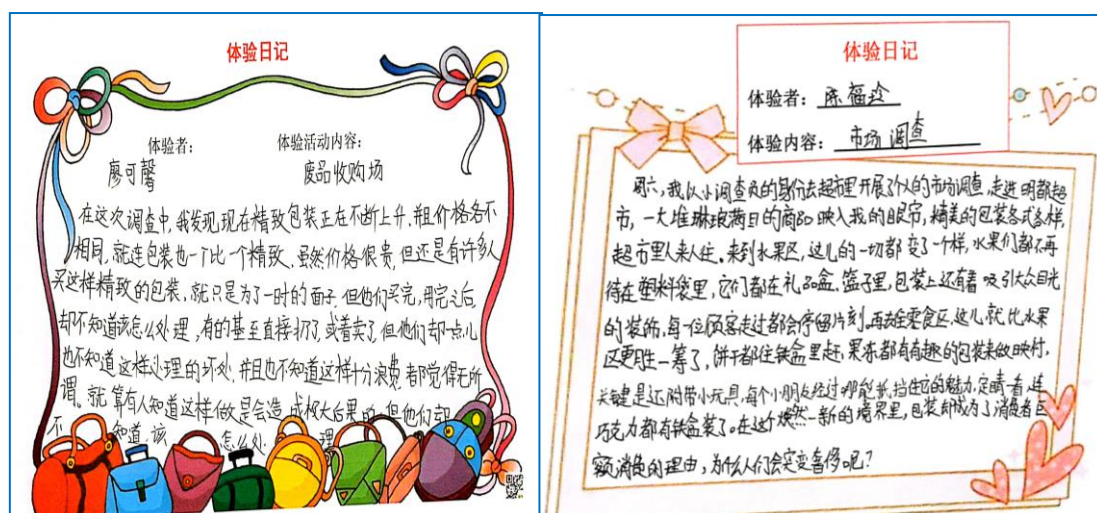 体验日记
体验者:
体验活动内容:
廖可馨
废品收购场
在这次调查中,我发现,现在精致包装正在不断上升,并且价格各不
相同,就连包装也一个比一个精致,虽然价格很贵,但还是有许多人
买这样精致的包装,就只是为了一时的面子,但他们买完,用完之后,
却不知道该怎么处理,有的甚至直接扔了,或着卖了,但他们却一点儿
也不知道这样处理的坏处,并且也不知道这样十分浪费,都觉得无所
谓。就算有人知道这样做是会造成极大后果的,但他们却
不 知道,该 怎么处 理
体验日记
体验者:陈福玲
体验内容:市场调查
周六,我以小调查员的身份去超市里开展了个人的市场调查,走进明都超
市,一大堆琳琅满目的商品映入我的眼帘,精美的包装各式各样,
超市里人来人往。来到水果区,这儿的一切都变了个样,水果们都不再
待在塑料袋里,它们都在礼品盒、篮子里,包装上还有着吸引大众目光
的装饰,每一位顾客走过都会停留片刻。再去零食区,这儿就比水果
区更胜一筹了,饼干都住铁盒里赶,果冻都有有趣的包装来做映衬,
关键是还附带小玩具,每个小朋友经过哪能抵挡住它的魅力,定睛看,连
巧克力都有铁盒装了。在这个焕然一新的境界里,包装却成为了消费者巨
额消费的理由,为什么人们会突变奢侈呢?